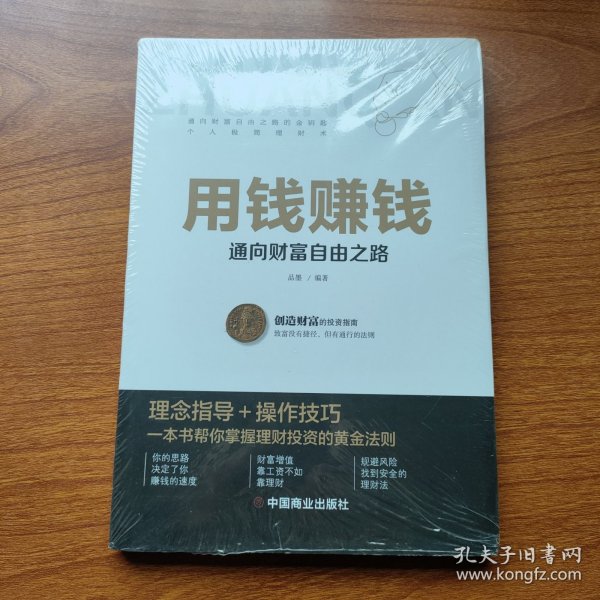 通向财富自由之路的金钥匙
个人极简理财术
用钱赚钱
通向财富自由之路
品墨 / 编著
创造财富的投资指南
致富没有捷径，但有通行的法则
理念指导+操作技巧
一本书帮你掌握理财投资的黄金法则
你的思路
决定了你
赚钱的速度
财富增值
靠工资不如
靠理财
规避风险
找到安全的
理财法
中国商业出版社
孔夫子旧书网
www.kongfz.com